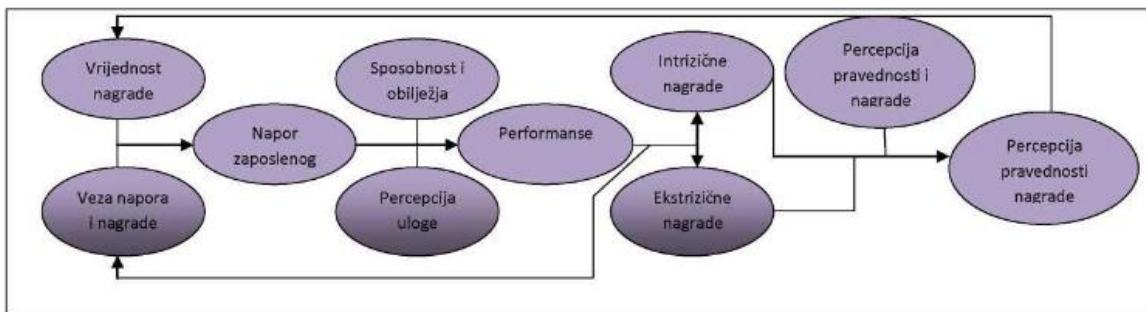 Vrijednost
nagrade
Veza napora
i nagrade
Napor
zaposlenog
Sposobnost i
obilježja
Percepcija
uloge
Performanse
Intrizične
nagrade
Ekstrizične
nagrade
Percepcija
pravednosti i
nagrade
Percepcija
pravednosti
nagrade